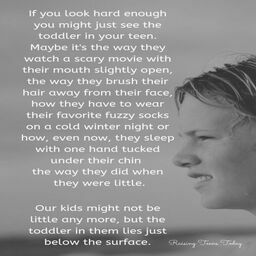 If you look hard enough
you might just see the
toddler in your teen.
Maybe it's the way they
watch a scary movie with
their mouth slightly open,
the way they brush their
hair away from their face,
how they have to wear
their favorite fuzzy socks
on a cold winter night or
how, even now, they sleep
with one hand tucked
under their chin
the way they did when
they were little.
Our kids might not be
little any more, but the
toddler in them lies just
below the surface.
Raising Teens Today